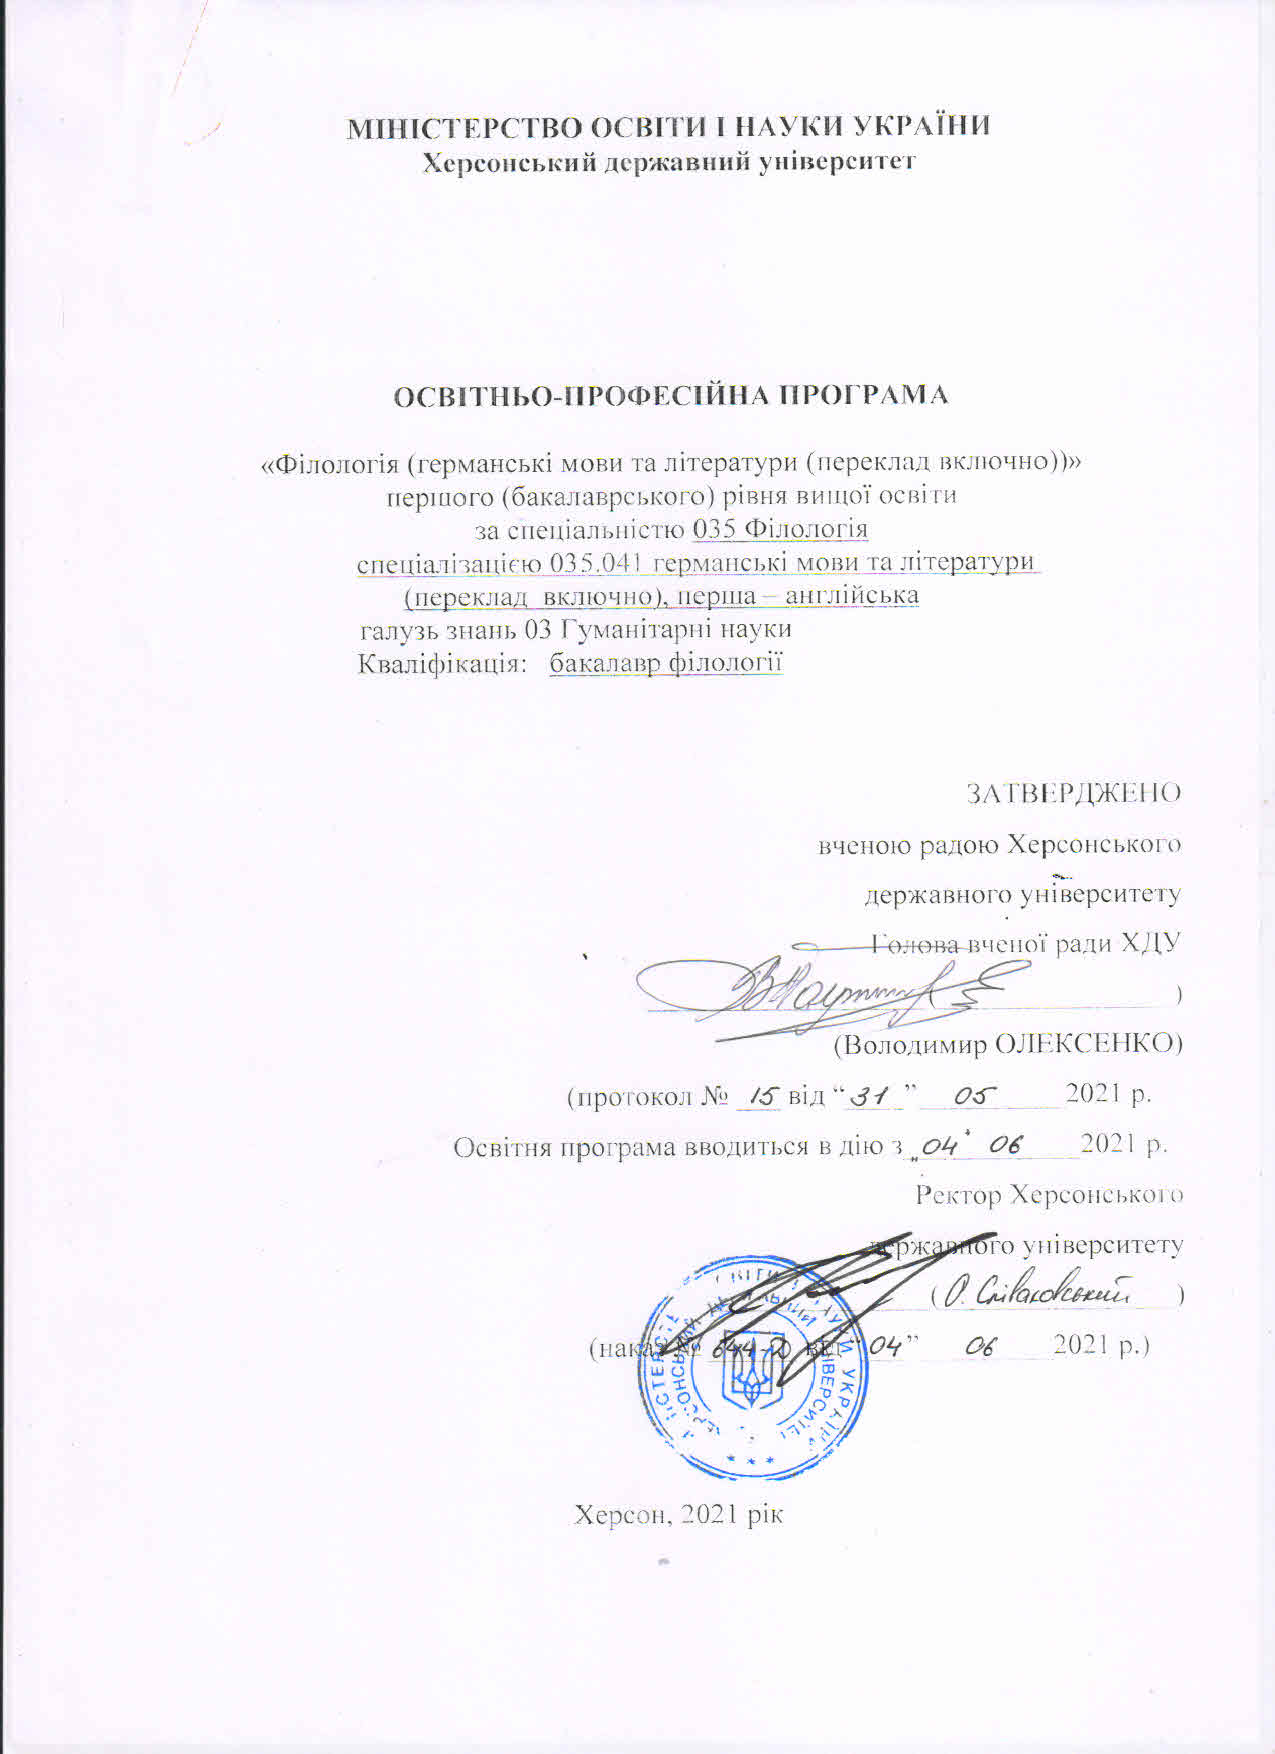 МІНІСТЕРСТВО ОСВІТИ І НАУКИ УКРАЇНИ
Херсонський державний університет
ОСВІТНЬО-ПРОФЕСІЙНА ПРОГРАМА
«Філологія (германські мови та літератури (переклад включно))»
першого (бакалаврського) рівня вищої освіти
за спеціальністю 035 Філологія
спеціалізацією 035.041 германські мови та літератури
(переклад включно), перша – англійська
галузь знань 03 Гуманітарні науки
Кваліфікація: бакалавр філології
ЗАТВЕРДЖЕНО
вченою радою Херсонського
державного університету
Голова вченої ради ХДУ
( )
(Володимир ОЛЕКСЕНКО)
(протокол № 15 від “31” 05 2021 р.
Освітня програма вводиться в дію з „04“ 06 2021 р.
Ректор Херсонського
державного університету
(О. Співаковський)
(наказ № 644-Д від “04” 06 2021 р.)
Херсон, 2021 рік